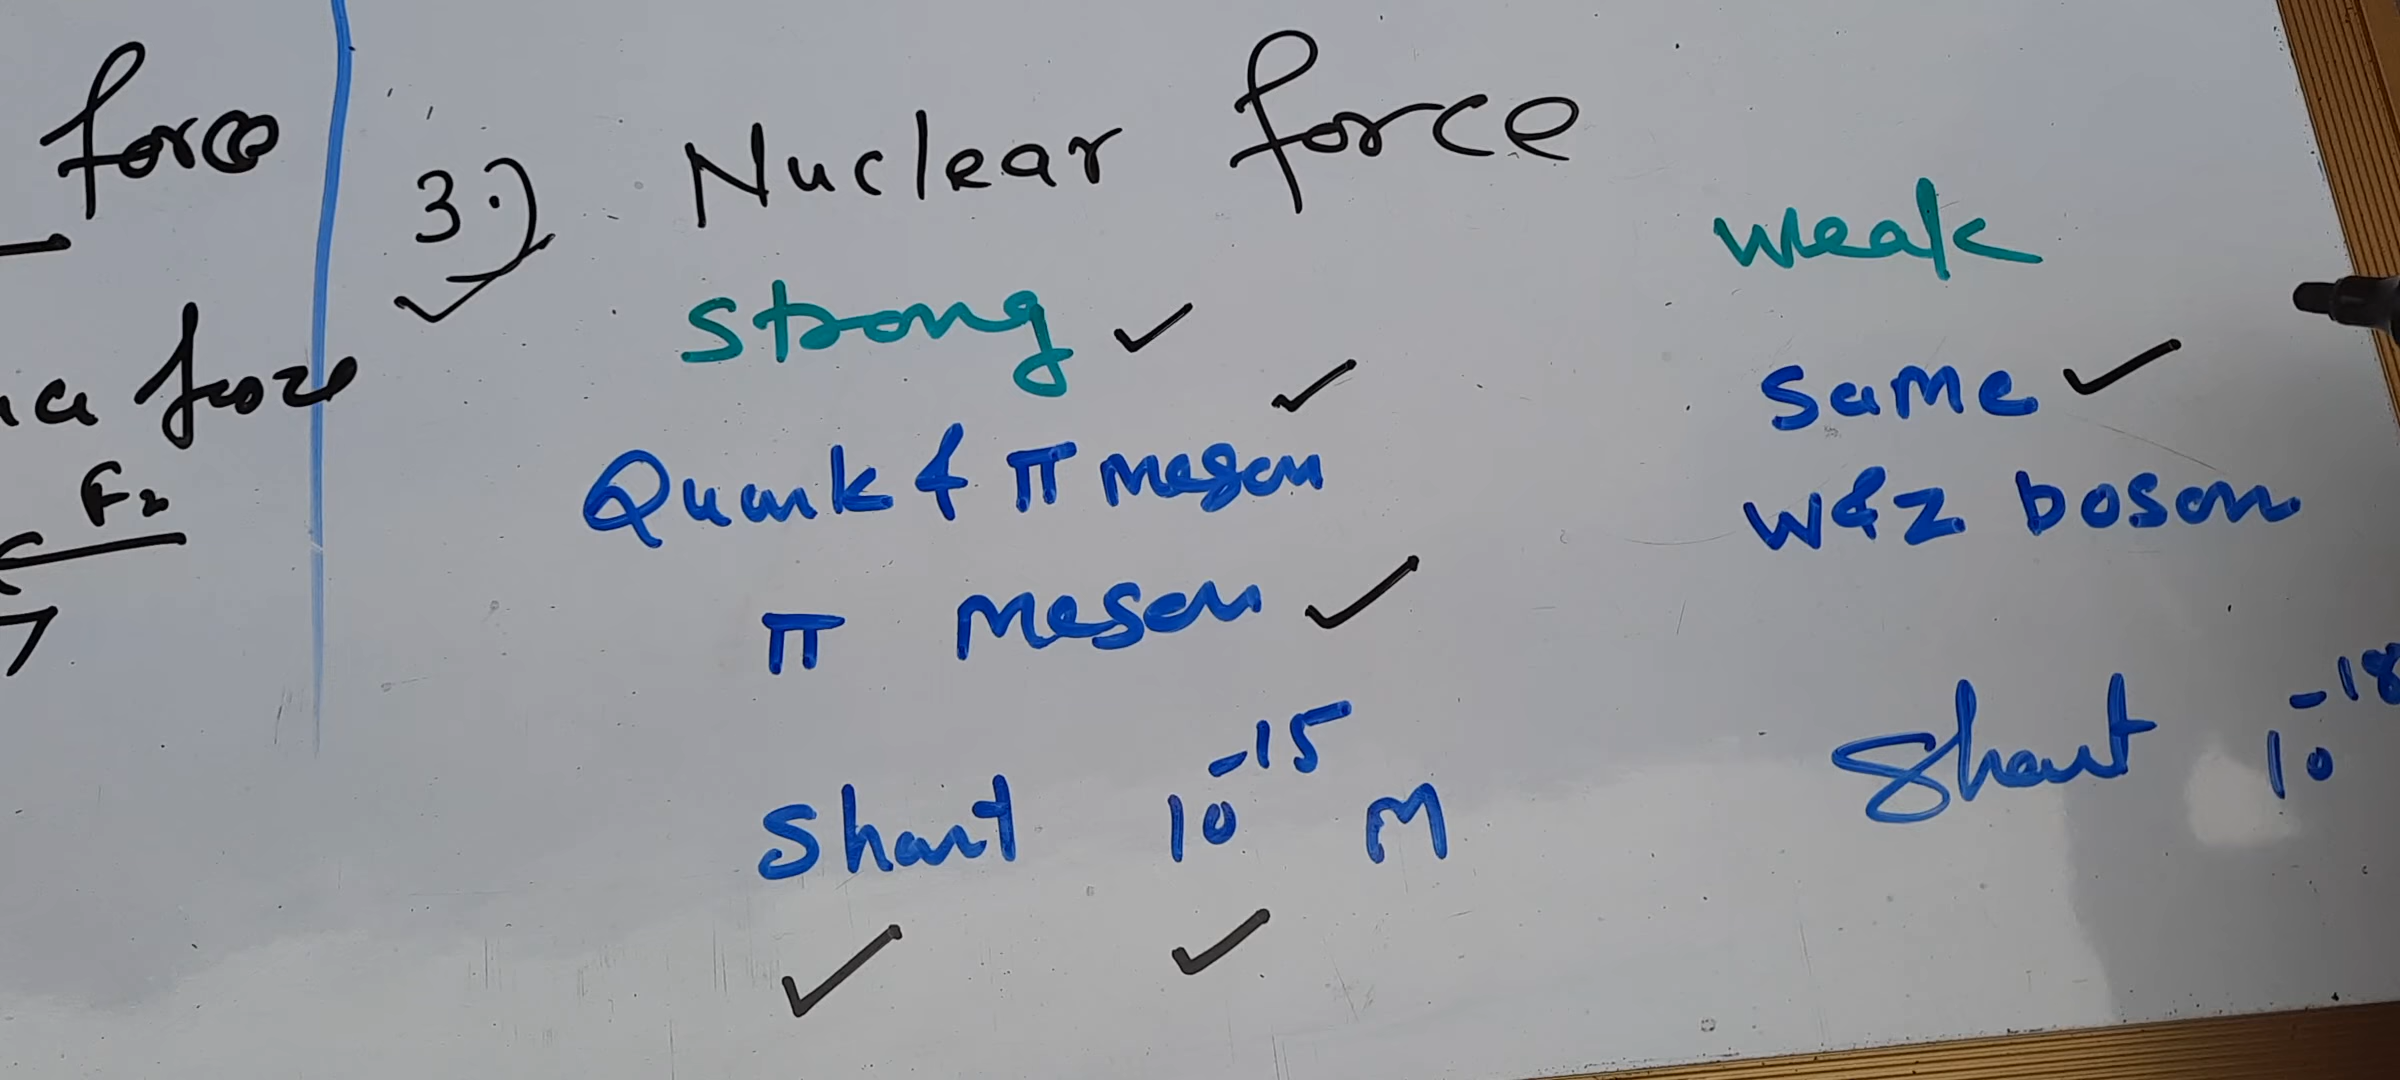 force
force
F2
3.) Nuclear force
strong
weak
Quark & π meson
same
π meson
W&Z boson
Short 10^-15 M
Short 10^-18